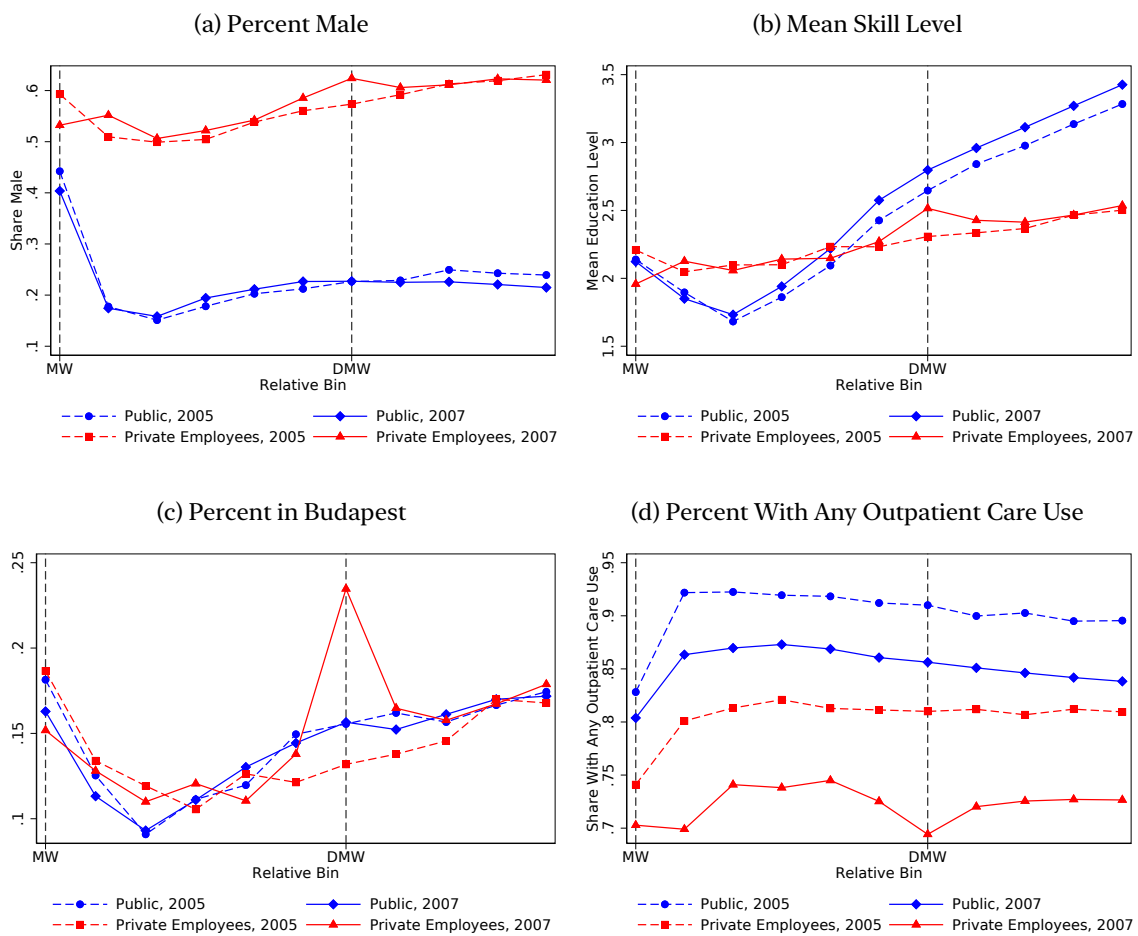 (a) Percent Male
Share Male
.6
.5
.4
.3
.2
.1
MW
DMW
Relative Bin
Public, 2005
Public, 2007
Private Employees, 2005
Private Employees, 2007
(b) Mean Skill Level
Mean Education Level
3.5
3
2.5
2
1.5
MW
DMW
Relative Bin
Public, 2005
Public, 2007
Private Employees, 2005
Private Employees, 2007
(c) Percent in Budapest
.25
.2
.15
.1
MW
DMW
Relative Bin
Public, 2005
Public, 2007
Private Employees, 2005
Private Employees, 2007
(d) Percent With Any Outpatient Care Use
Share With Any Outpatient Care Use
.95
.9
.85
.8
.75
.7
MW
DMW
Relative Bin
Public, 2005
Public, 2007
Private Employees, 2005
Private Employees, 2007